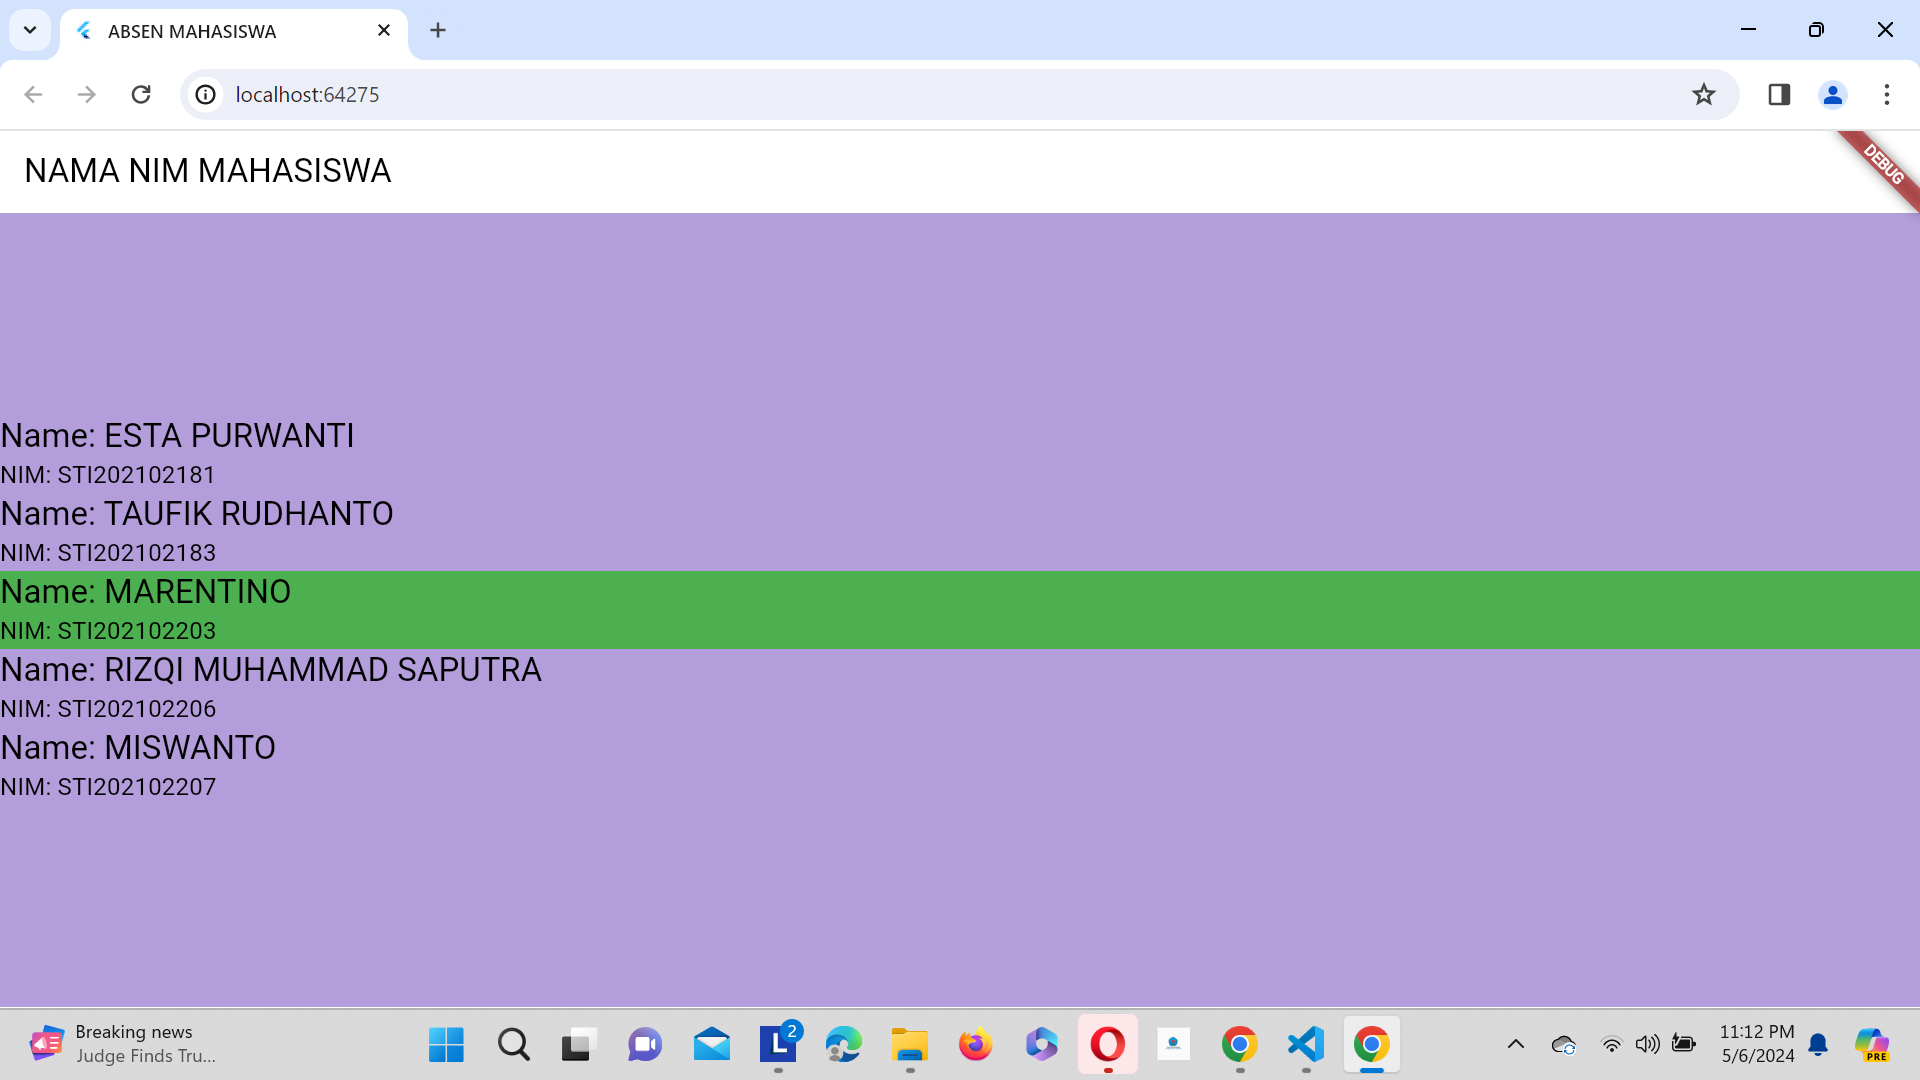 ABSEN MAHASISWA
localhost:64275
NAMA NIM MAHASISWA
DEBUG
Name: ESTA PURWANTI
NIM: STI202102181
Name: TAUFIK RUDHANTO
NIM: STI202102183
Name: MARENTINO
NIM: STI202102203
Name: RIZQI MUHAMMAD SAPUTRA
NIM: STI202102206
Name: MISWANTO
NIM: STI202102207
Breaking news
Judge Finds Tru...
L
2
11:12 PM
5/6/2024
PRE